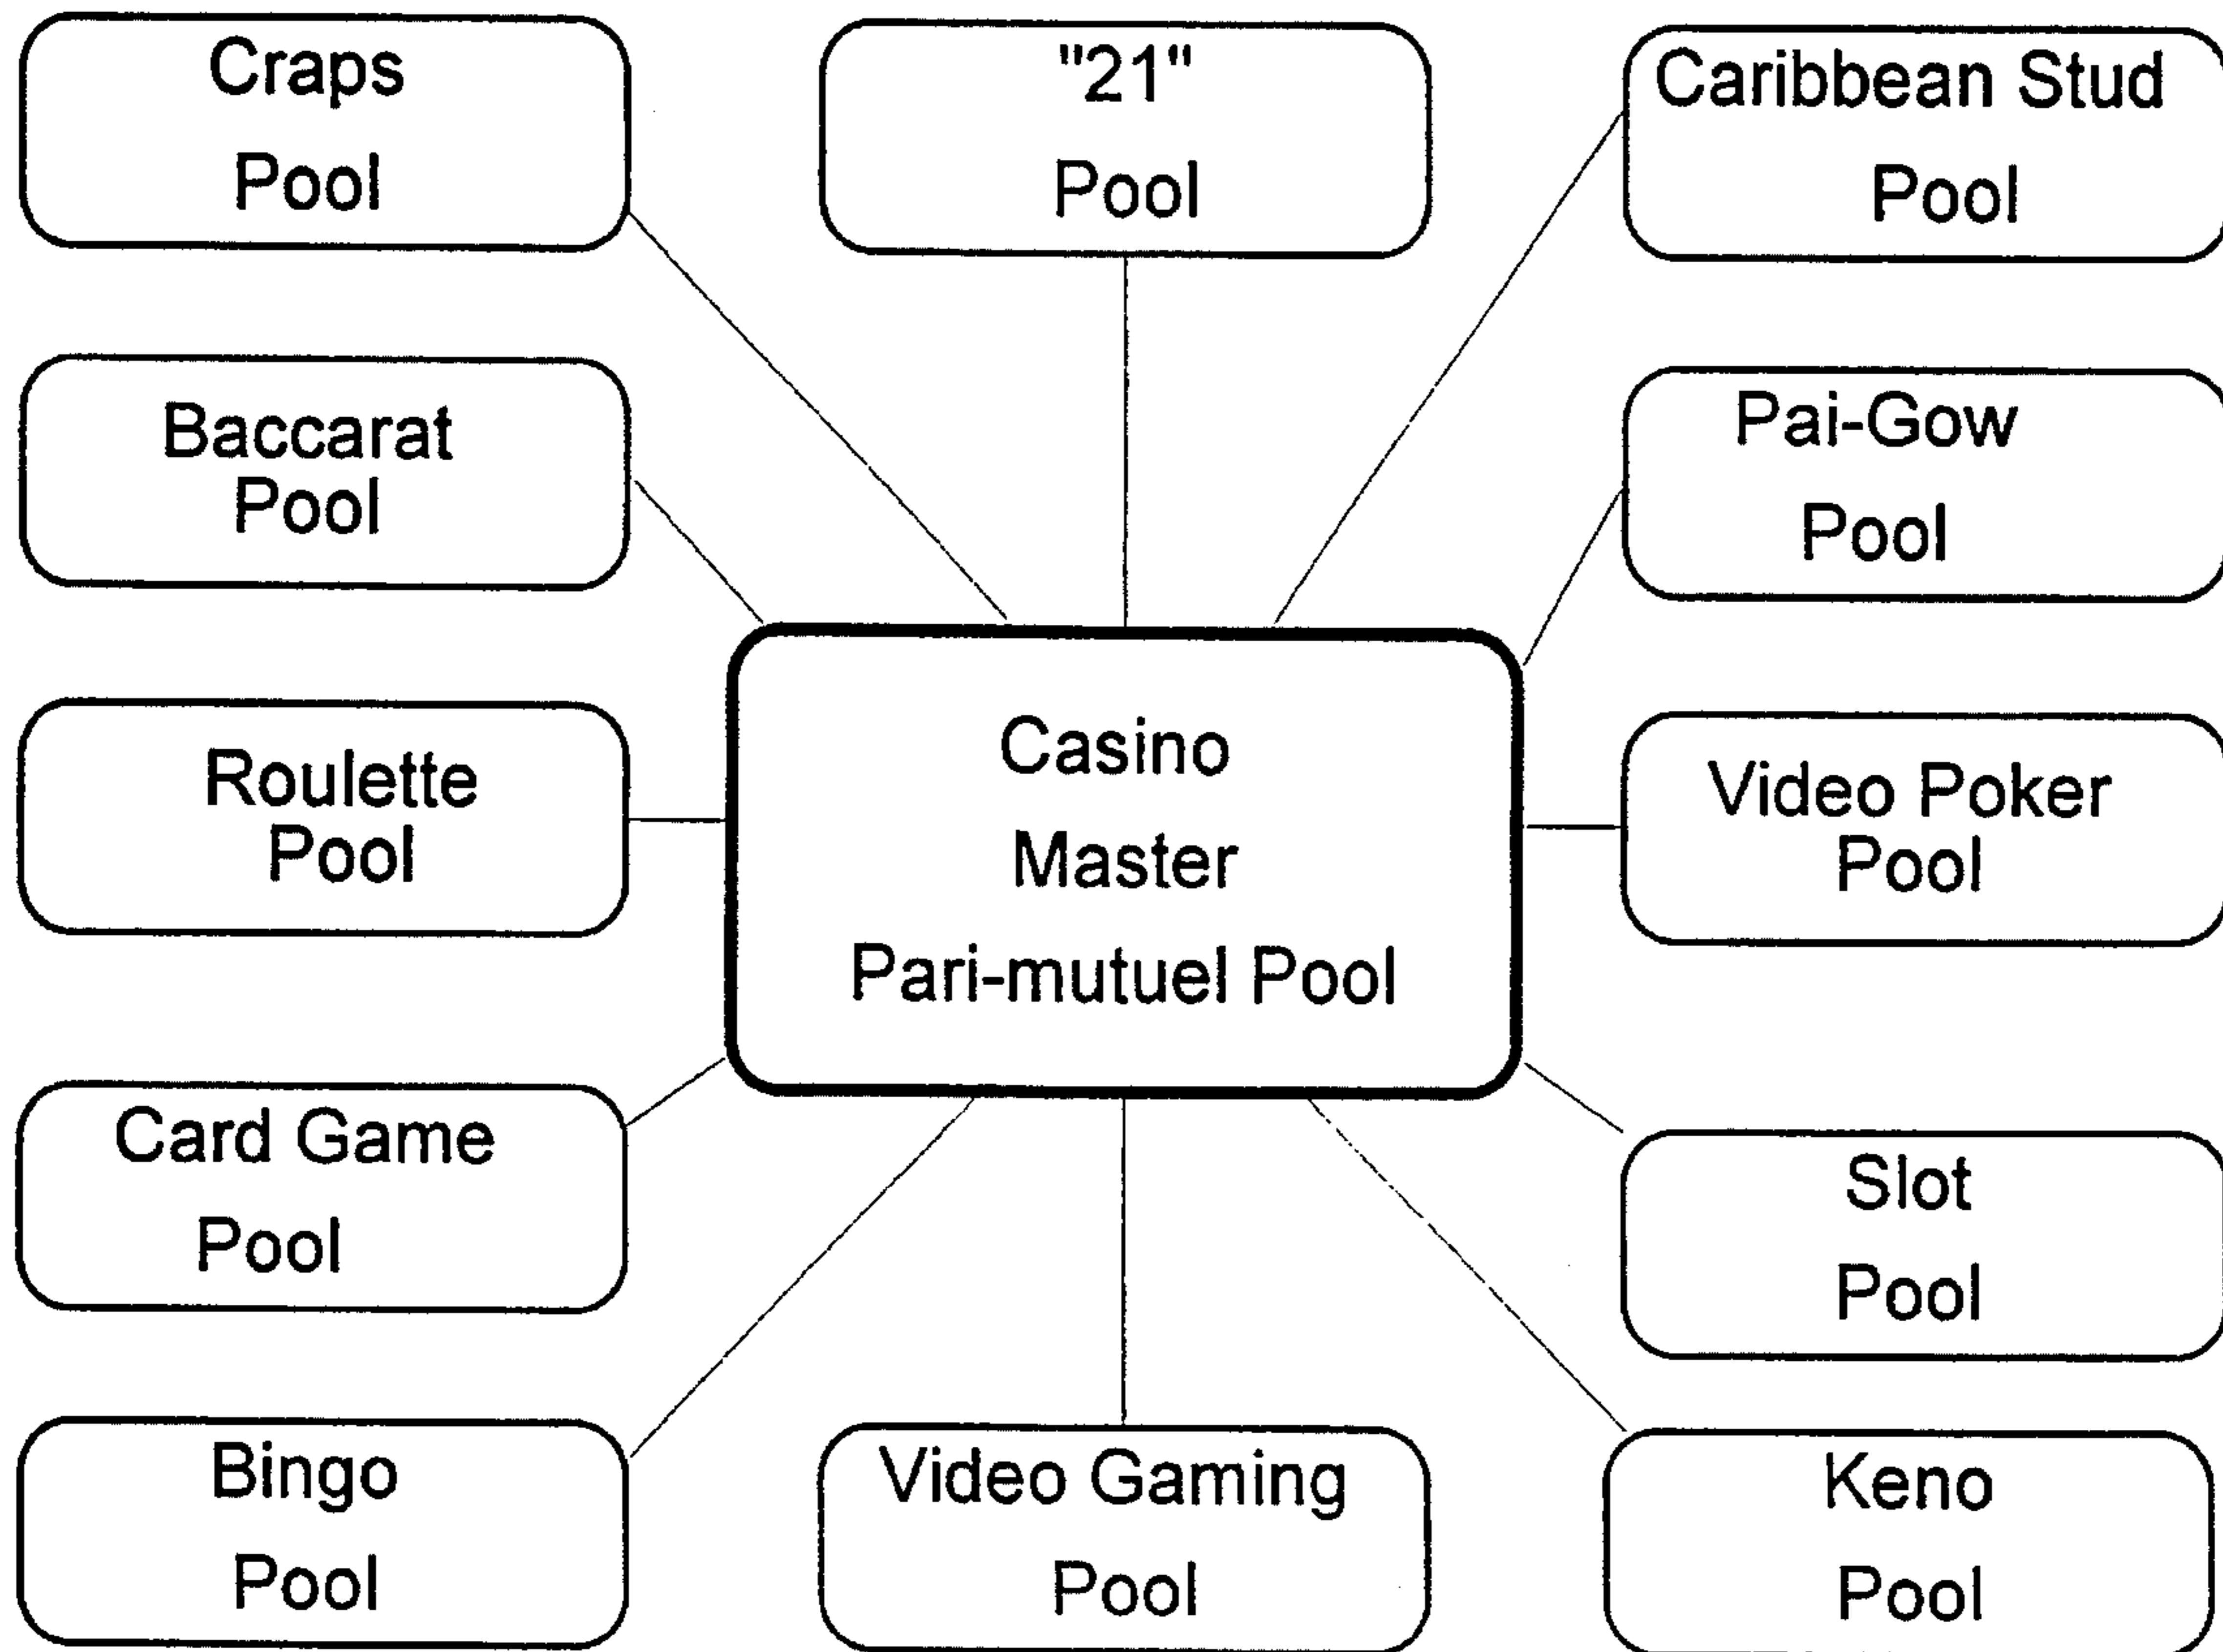 Craps
Pool
"21"
Pool
Caribbean Stud
Pool
Baccarat
Pool
Pai-Gow
Pool
Roulette
Pool
Casino
Master
Pari-mutuel Pool
Video Poker
Pool
Card Game
Pool
Slot
Pool
Bingo
Pool
Video Gaming
Pool
Keno
Pool